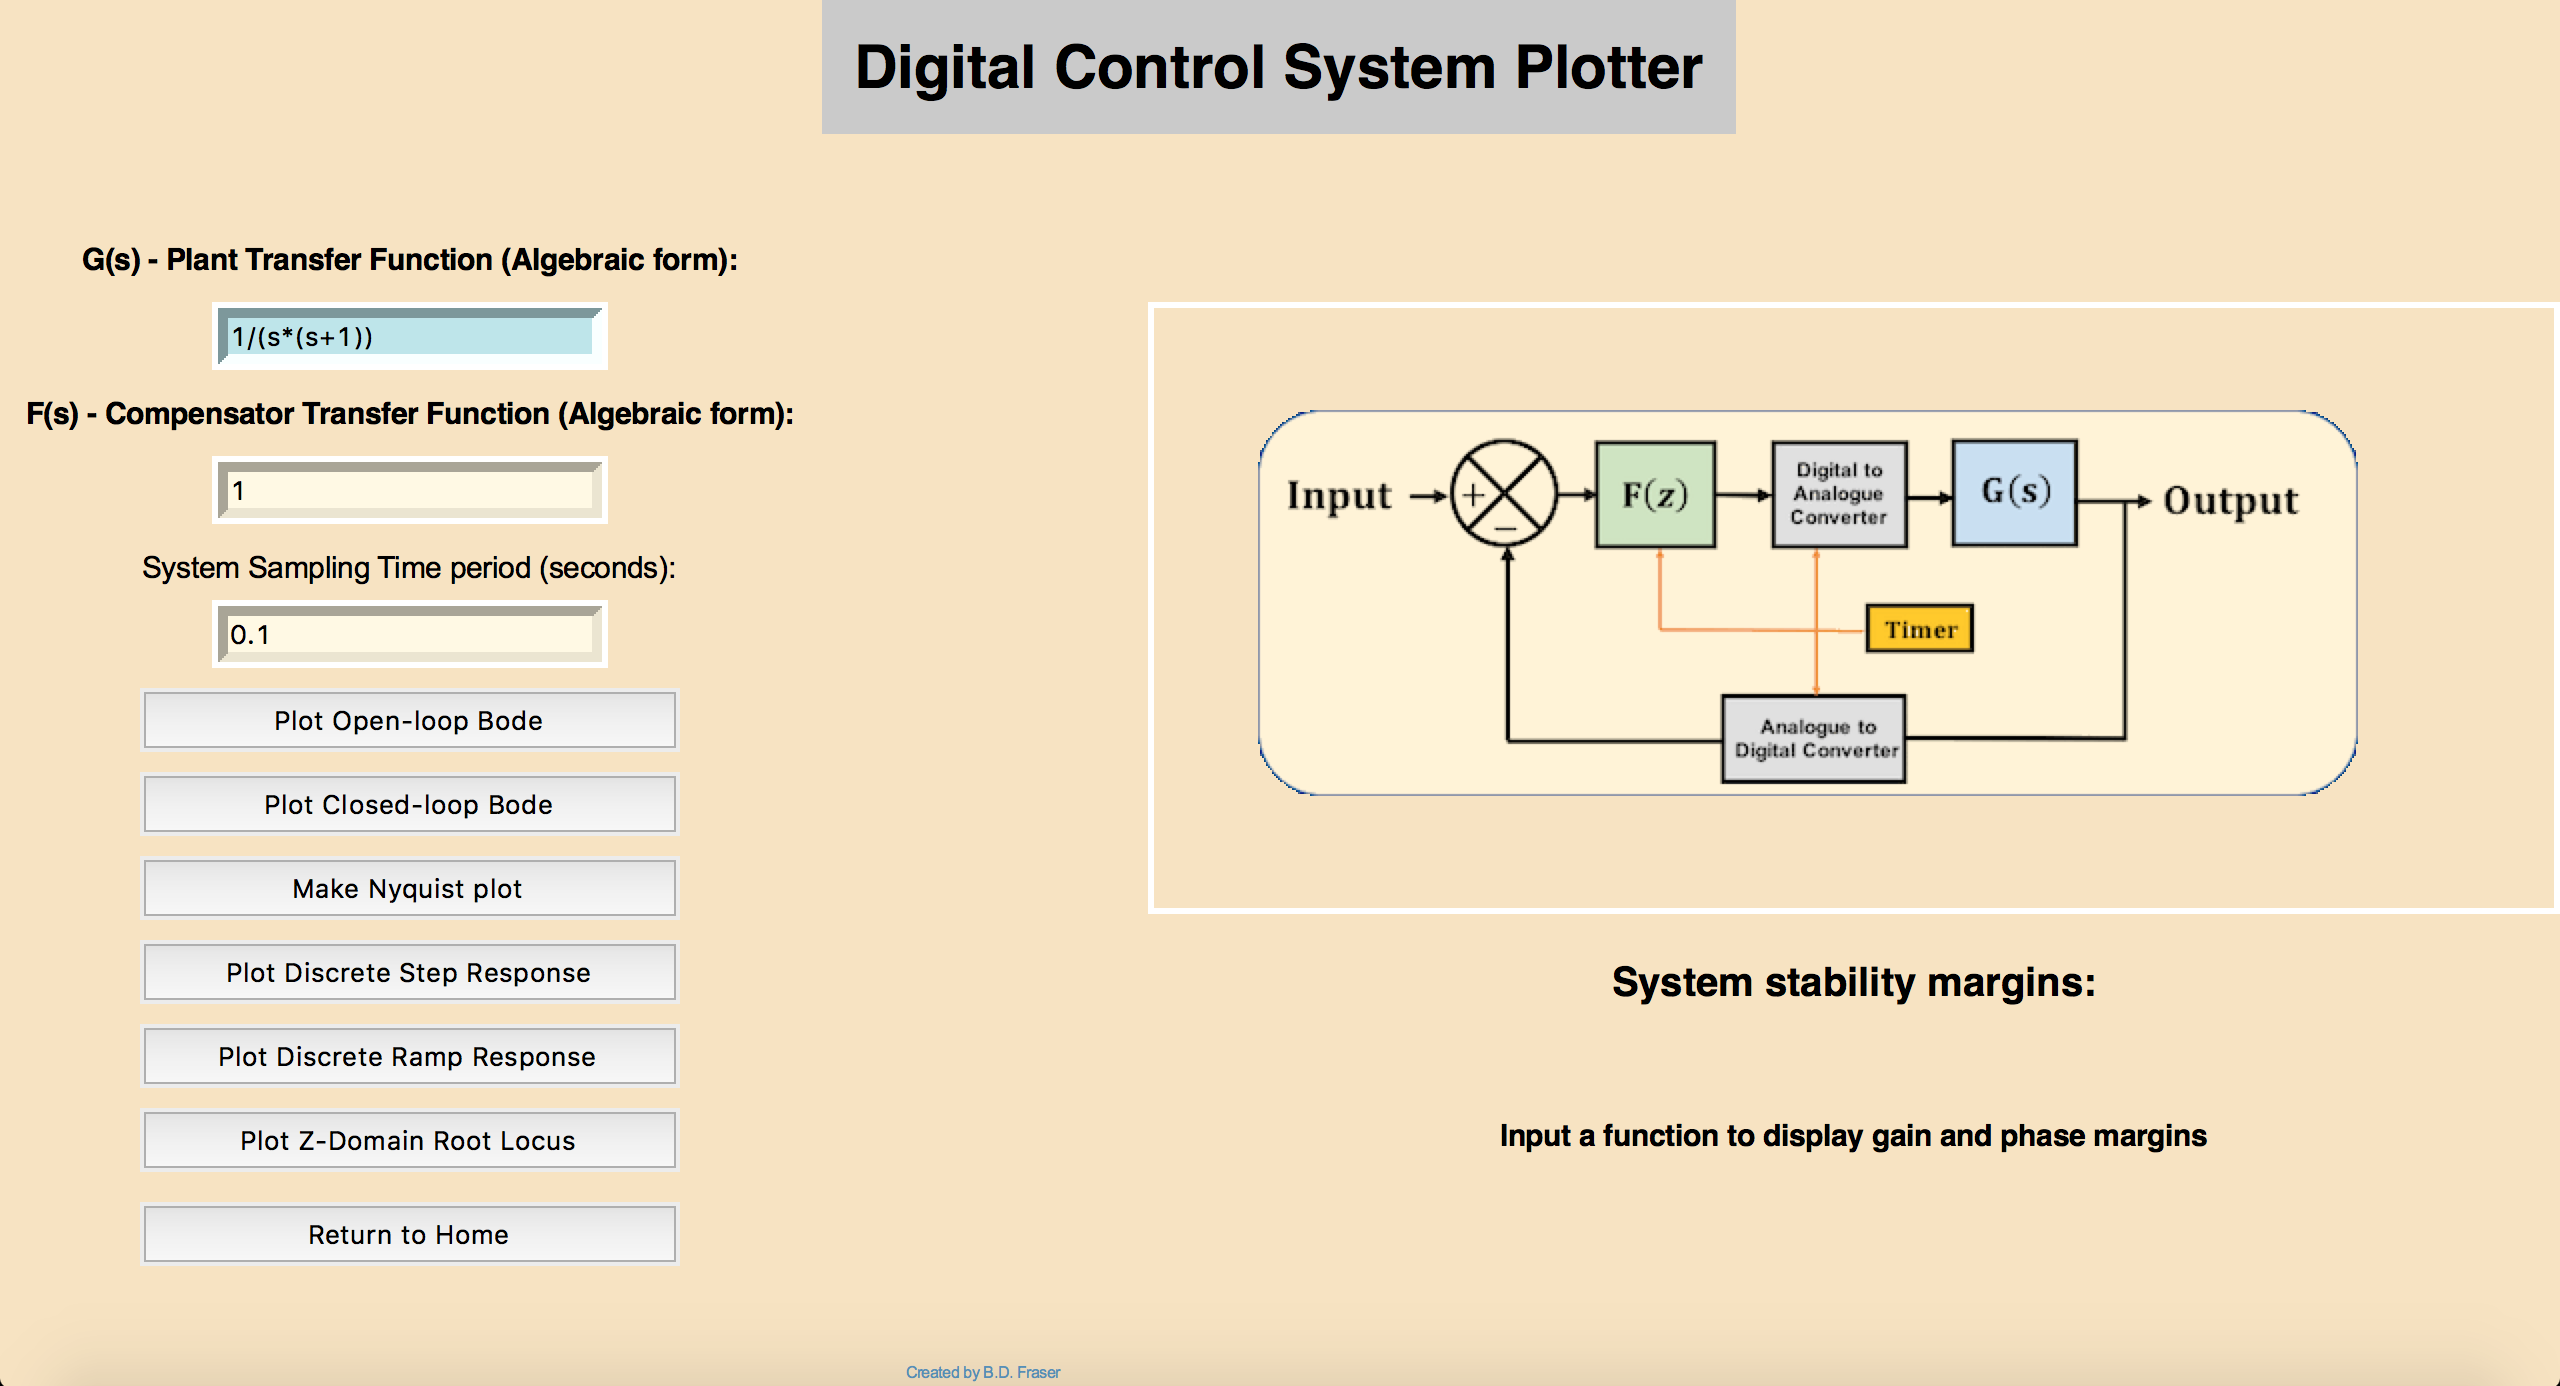 Digital Control System Plotter
G(s) - Plant Transfer Function (Algebraic form):
1/(s*(s+1))
F(s) - Compensator Transfer Function (Algebraic form):
1
System Sampling Time period (seconds):
0.1
Plot Open-loop Bode
Plot Closed-loop Bode
Make Nyquist plot
Plot Discrete Step Response
Plot Discrete Ramp Response
Plot Z-Domain Root Locus
Return to Home
Input
+
−
F(z)
Digital to
Analogue
Converter
G(s)
Output
Timer
Analogue to
Digital Converter
System stability margins:
Input a function to display gain and phase margins
Created by B.D. Fraser